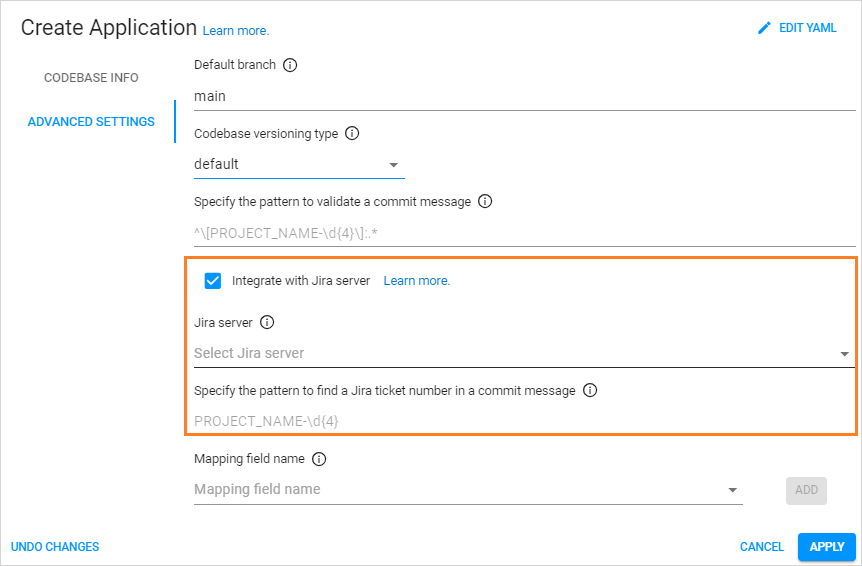 Create Application Learn more.
EDIT YAML
CODEBASE INFO
ADVANCED SETTINGS
Default branch
main
Codebase versioning type
default
Specify the pattern to validate a commit message
^\[PROJECT_NAME-\d{4}\]:.*
Integrate with Jira server Learn more.
Jira server
Select Jira server
Specify the pattern to find a Jira ticket number in a commit message
PROJECT_NAME-\d{4}
Mapping field name
Mapping field name
ADD
UNDO CHANGES
CANCEL
APPLY